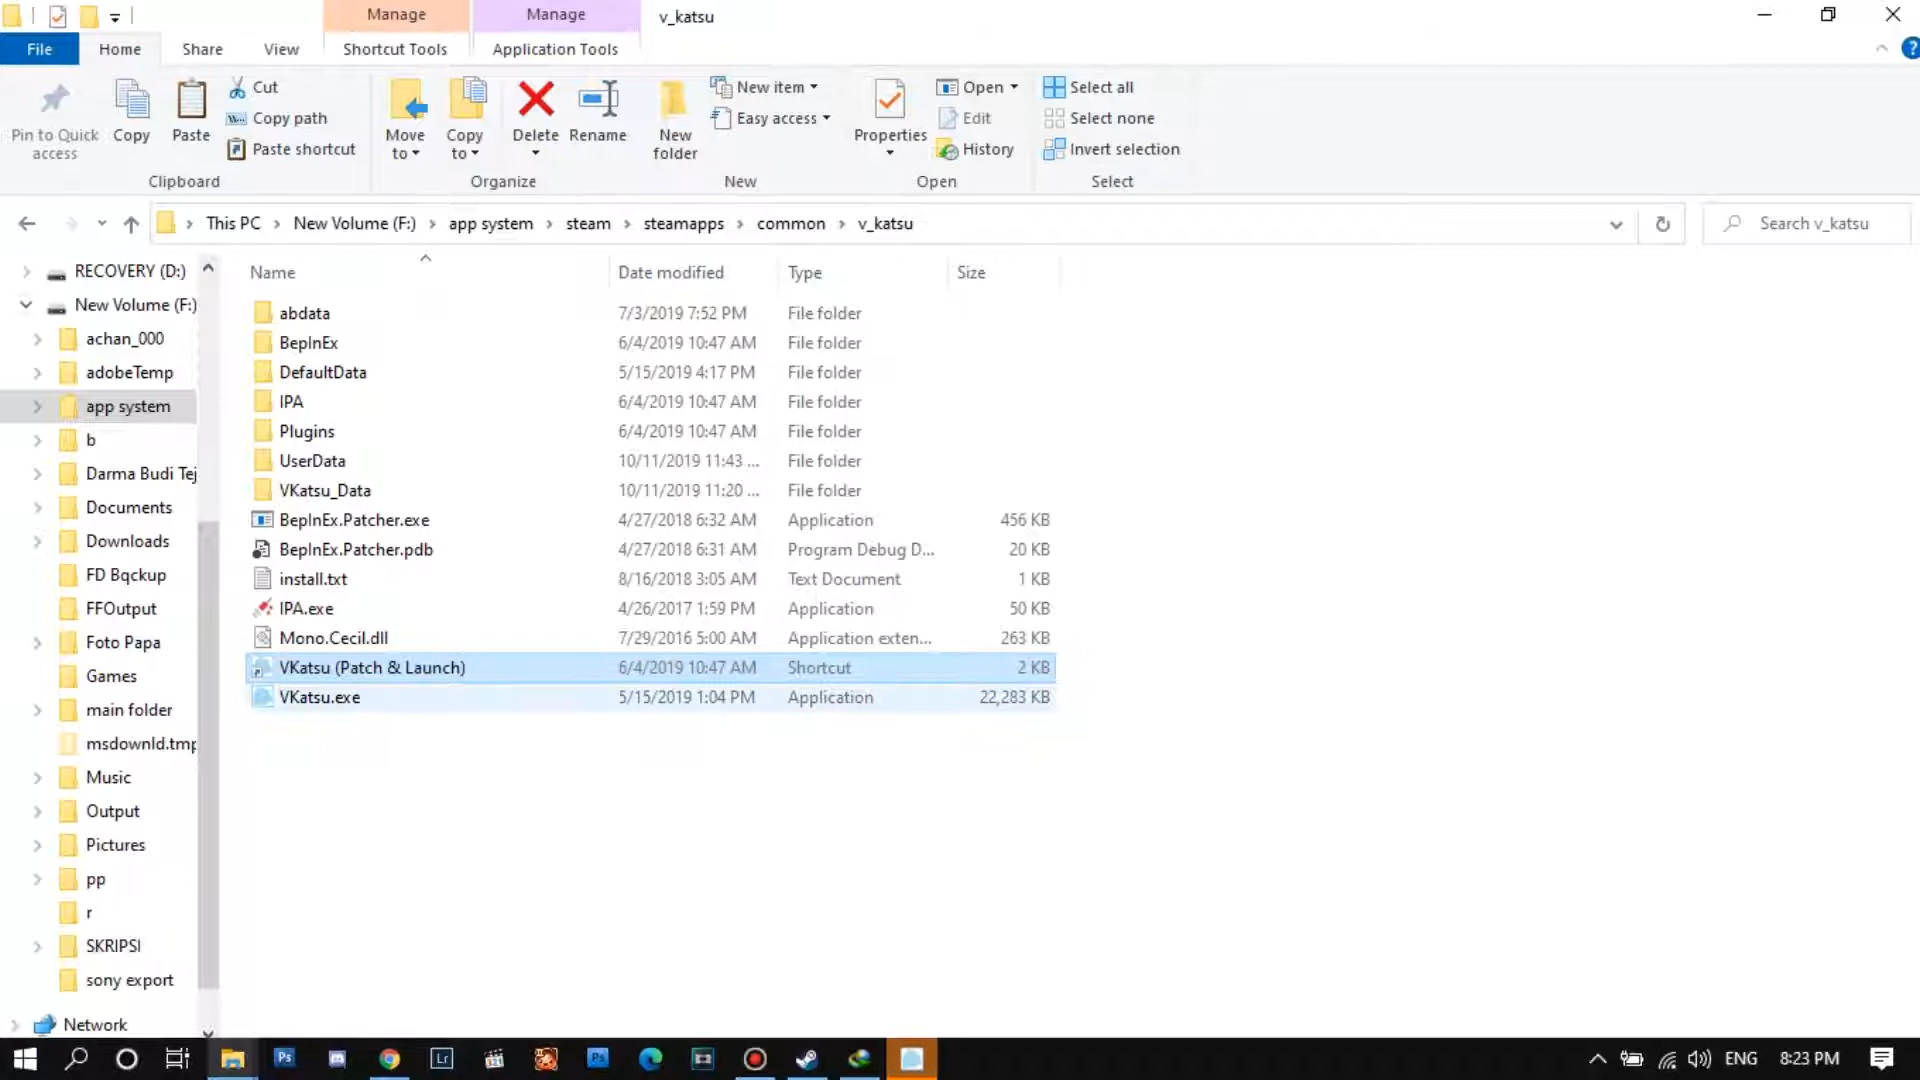 Manage
Manage
v_katsu
File
Home
Share
View
Shortcut Tools
Application Tools
Pin to Quick
access
Copy
Paste
Cut
Copy path
Paste shortcut
Clipboard
Move
to
Copy
to
Delete
Rename
Organize
New
folder
New item
Easy access
New
Properties
Open
Edit
History
Open
Select all
Select none
Invert selection
Select
This PC > New Volume (F:) > app system > steam > steamapps > common > v_katsu
Search v_katsu
RECOVERY (D:)
New Volume (F:)
achan_000
adobeTemp
app system
b
Darma Budi Tej
Documents
Downloads
FD Bqckup
FFOutput
Foto Papa
Games
main folder
msdownld.tmp
Music
Output
Pictures
pp
r
SKRIPSI
sony export
Network
Name Date modified Type Size
abdata 7/3/2019 7:52 PM File folder
BepInEx 6/4/2019 10:47 AM File folder
DefaultData 5/15/2019 4:17 PM File folder
IPA 6/4/2019 10:47 AM File folder
Plugins 6/4/2019 10:47 AM File folder
UserData 10/11/2019 11:43 ... File folder
VKatsu_Data 10/11/2019 11:20 ... File folder
BepInEx.Patcher.exe 4/27/2018 6:32 AM Application 456 KB
BepInEx.Patcher.pdb 4/27/2018 6:31 AM Program Debug D... 20 KB
install.txt 8/16/2018 3:05 AM Text Document 1 KB
IPA.exe 4/26/2017 1:59 PM Application 50 KB
Mono.Cecil.dll 7/29/2016 5:00 AM Application exten... 263 KB
VKatsu (Patch & Launch) 6/4/2019 10:47 AM Shortcut 2 KB
VKatsu.exe 5/15/2019 1:04 PM Application 22,283 KB
Ps
Lr
Ps
ENG
8:23 PM